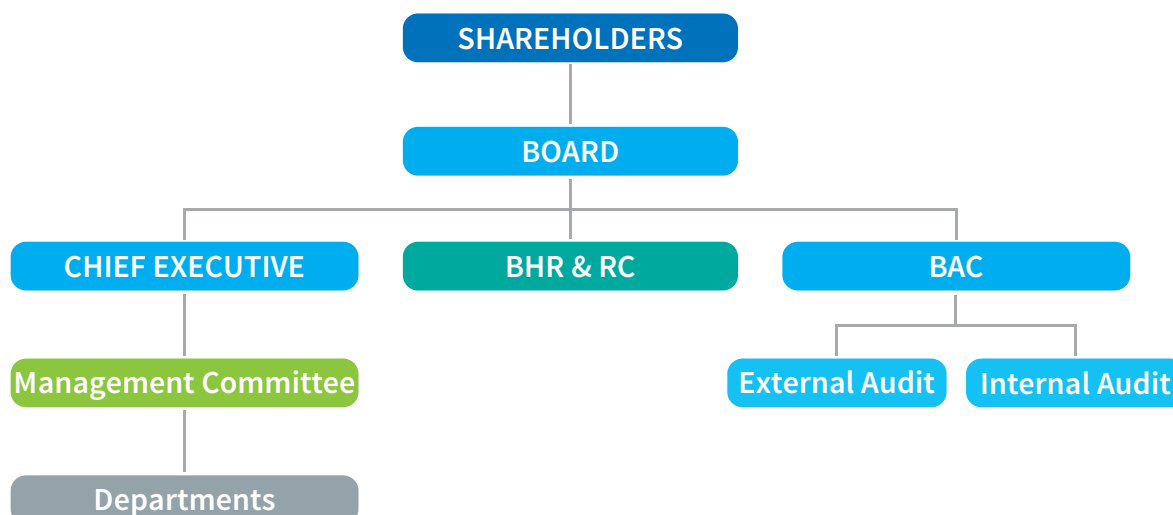 SHAREHOLDERS
BOARD
CHIEF EXECUTIVE
BHR & RC
BAC
Management Committee
External Audit
Internal Audit
Departments